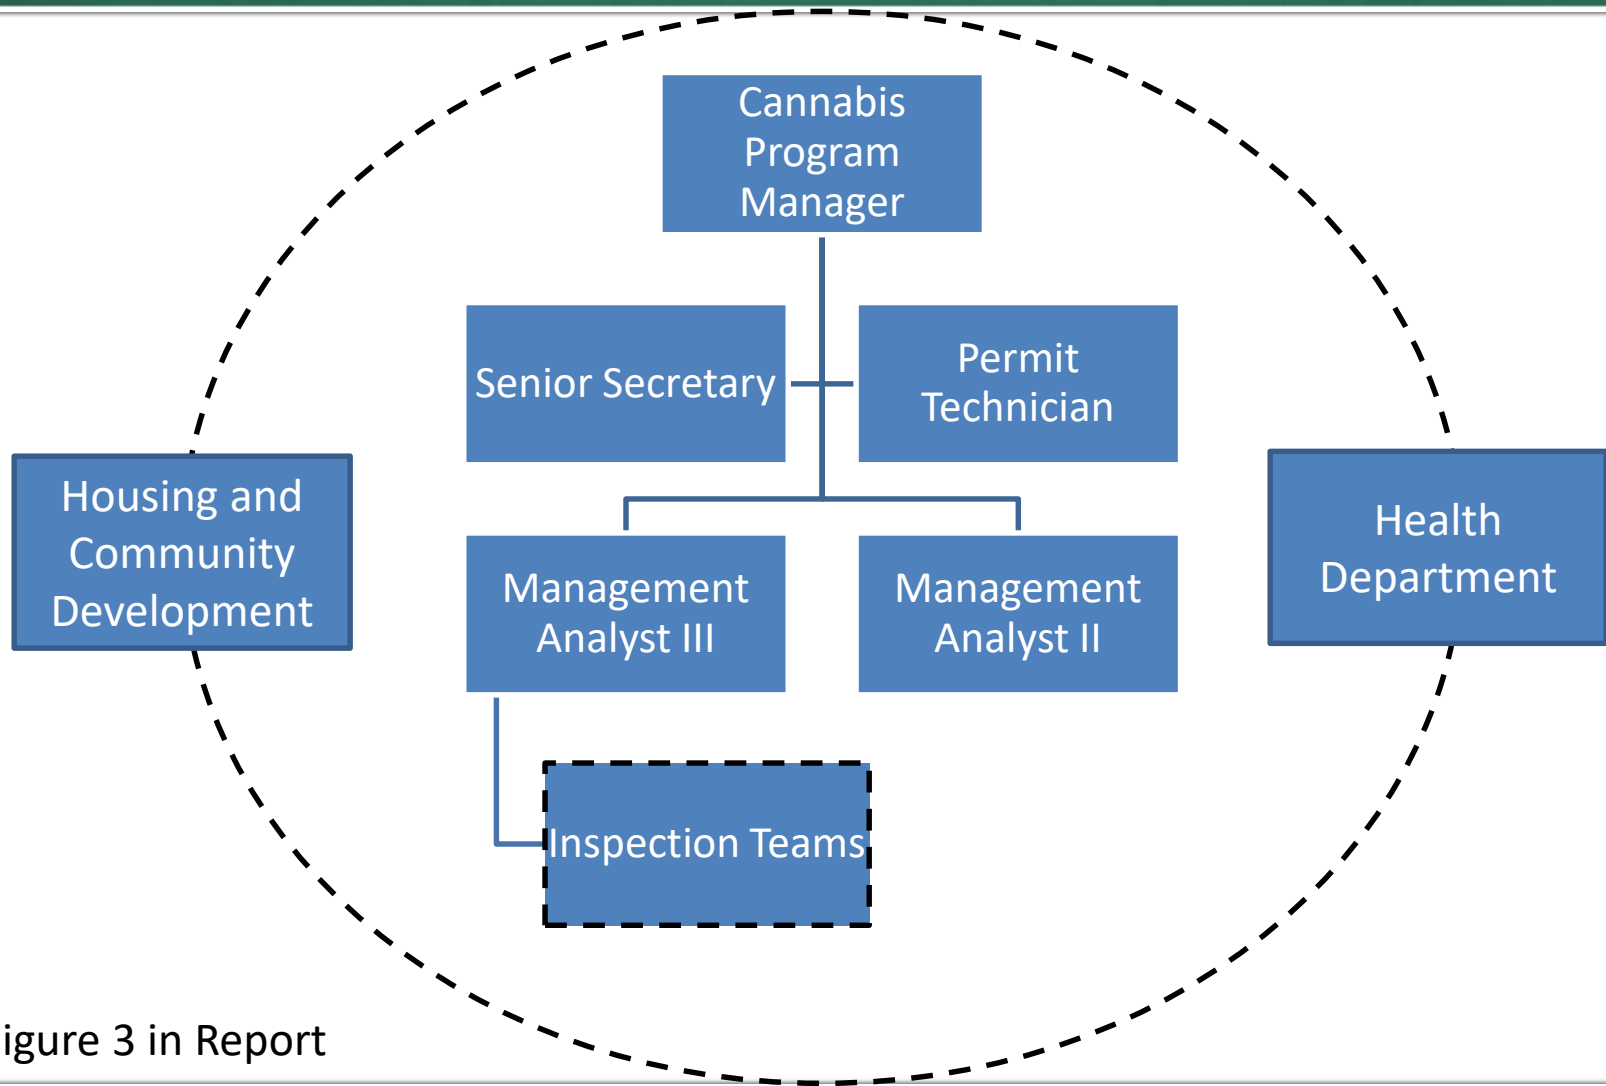 Cannabis
Program
Manager
Senior Secretary
Permit
Technician
Housing and
Community
Development
Health
Department
Management
Analyst III
Management
Analyst II
Inspection Teams
igure 3 in Report